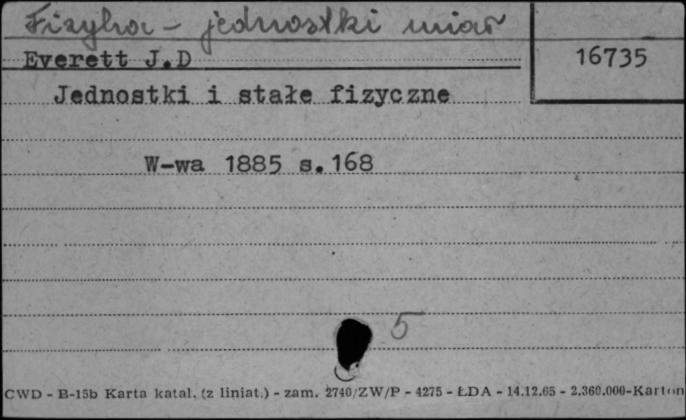 Fizyka - jednostki miar
Everett J.D
16735
Jednostki i stałe fizyczne
W-wa 1885 s.168
5
CWD - B-15b Karta katal. (z liniat.) - zam. 2740/ZW/P - 4275 - ŁDA - 14.12.65 - 2.360.000-Karton